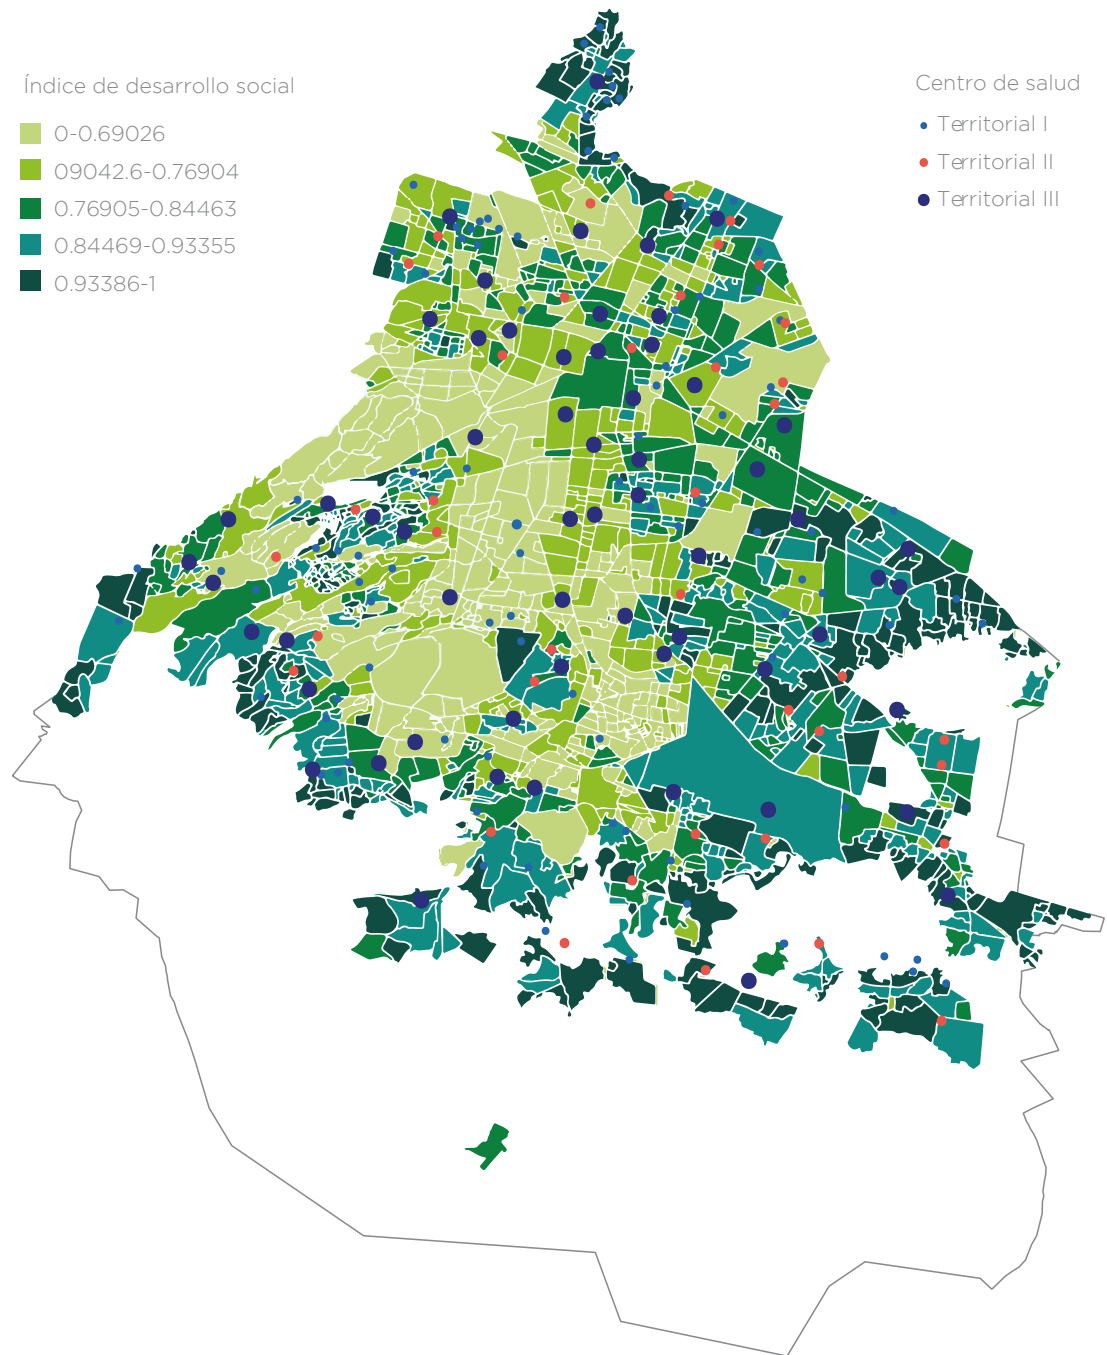 Índice de desarrollo social
0-0.69026
09042.6-0.76904
0.76905-0.84463
0.84469-0.93355
0.93386-1
Centro de salud
Territorial I
Territorial II
Territorial III